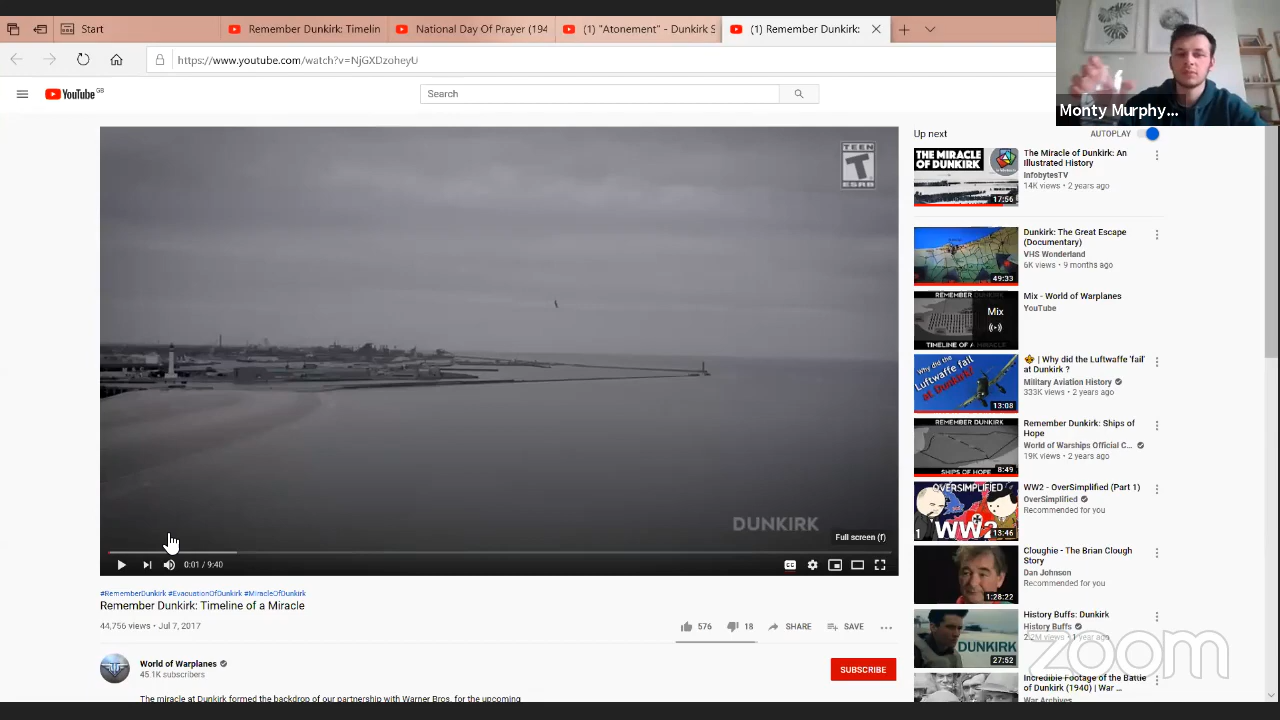 Start
Remember Dunkirk: Timelin
National Day of Prayer (194
(1) "Atonement" - Dunkirk S
(1) Remember Dunkirk:
https://www.youtube.com/watch?v=NjGXDzoheyU
YouTube GB
Search
Monty Murphy...
TEEN
T
ESRB
DUNKIRK
Full screen (f)
0:01 / 9:40
#RememberDunkirk #EvacuationOfDunkirk #MiracleOfDunkirk
Remember Dunkirk: Timeline of a Miracle
44,756 views • Jul 7, 2017
576
18
SHARE
SAVE
World of Warplanes
45.1K subscribers
SUBSCRIBE
The miracle at Dunkirk formed the backbone of our partnership with Warner Bros. for the upcoming
Up next
AUTOPLAY
THE MIRACLE
OF DUNKIRK
17:56
The Miracle of Dunkirk: An
Illustrated History
InfobytesTV
14K views • 2 years ago
49:33
Dunkirk: The Great Escape
(Documentary)
VHS Wonderland
6K views • 9 months ago
REMEMBER DUNKIRK
Mix
TIMELINE OF A MIRACLE
Mix - World of Warplanes
YouTube
Why did the
Luftwaffe fail
at Dunkirk?
13:08
| Why did the Luftwaffe 'fail'
at Dunkirk ?
Military Aviation History
333K views • 2 years ago
REMEMBER DUNKIRK
8:49
SHIPS OF HOPE
Remember Dunkirk: Ships of
Hope
World of Warships Official C...
19K views • 2 years ago
OVERSIMPLIFIED
WW2
13:46
WW2 - OverSimplified (Part 1)
OverSimplified
Recommended for you
1:28:22
Cloughie - The Brian Clough
Story
Dan Johnson
Recommended for you
DUNKIRK
27:52
History Buffs: Dunkirk
History Buffs
2.2M views • 1 year ago
Incredible Footage of the Battle
of Dunkirk (1940) | War ...
War Archives
zoom